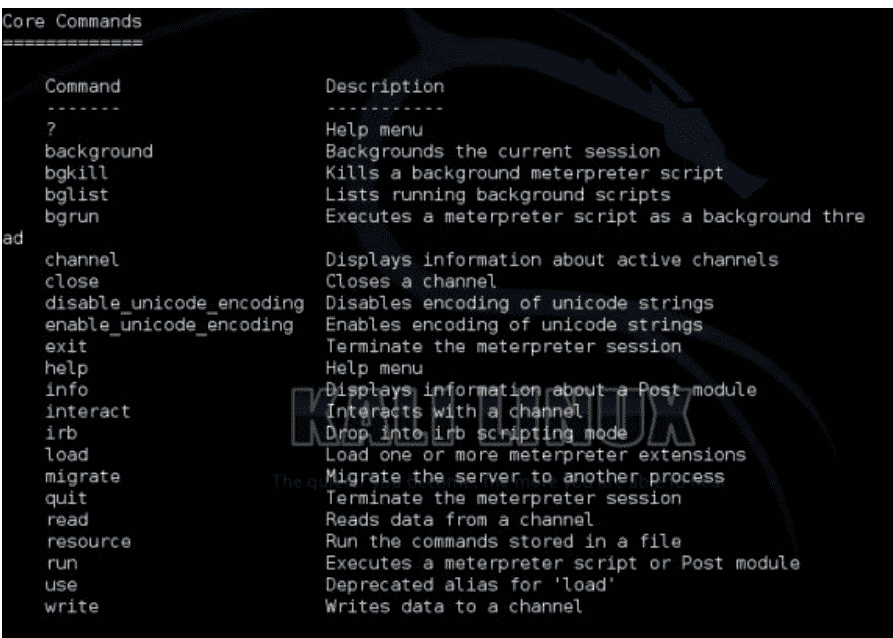 Core Commands
=============
Command Description
------- -----------
? Help menu
background Backgrounds the current session
bgkill Kills a background meterpreter script
bglist Lists running background scripts
bgrun Executes a meterpreter script as a background thre
ad
channel Displays information about active channels
close Closes a channel
disable_unicode_encoding Disables encoding of unicode strings
enable_unicode_encoding Enables encoding of unicode strings
exit Terminate the meterpreter session
help Help menu
info Displays information about a Post module
interact Interacts with a channel
irb Drop into irb scripting mode
load Load one or more meterpreter extensions
migrate Migrate the server to another process
quit Terminate the meterpreter session
read Reads data from a channel
resource Run the commands stored in a file
run Executes a meterpreter script or Post module
use Deprecated alias for 'load'
write Writes data to a channel
KALI LINUX
The